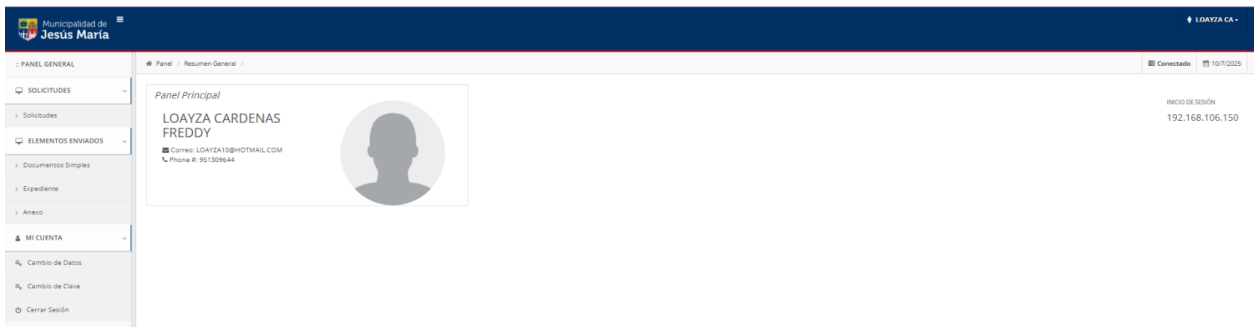 Municipalidad de
Jesús María
LOAYZA CA
:: PANEL GENERAL
Panel > Resumen General >
Conectado
10/7/2025
SOLICITUDES
> Solicitudes
ELEMENTOS ENVIADOS
> Documentos Simples
> Expediente
> Anexo
MI CUENTA
Cambio de Datos
Cambio de Clave
Cerrar Sesión
Panel Principal
LOAYZA CARDENAS
FREDDY
Correo: LOAYZA10@HOTMAIL.COM
Phone #: 951309644
INICIO DE SESIÓN
192.168.106.150